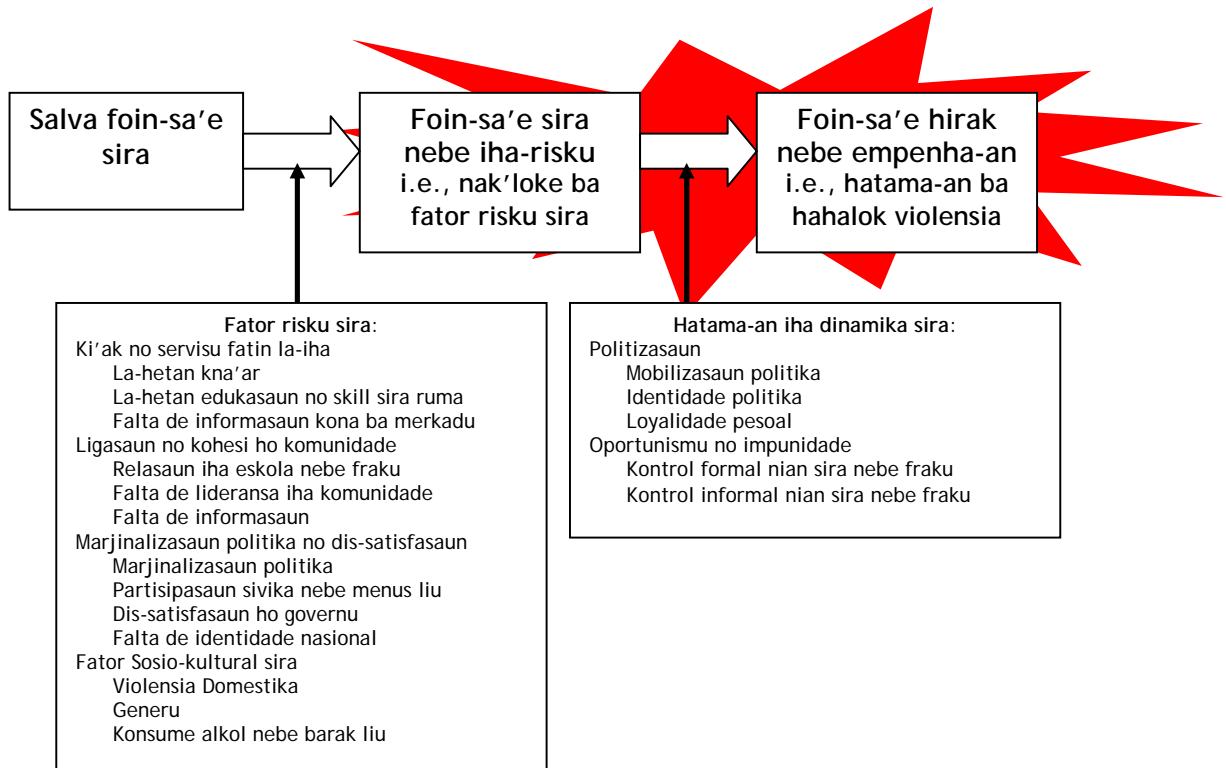 Salva foin-sa'e
sira
Foin-sa'e sira
nebe iha-risku
i.e., nak'loke ba
fator risku sira
Foin-sa'e hirak
nebe empenha-an
i.e., hatama-an ba
hahalok violensia
Fator risku sira:
Ki'ak no servisu fatin la-iha
La-hetan kna'ar
La-hetan edukasaun no skill sira ruma
Falta de informasaun kona ba merkadu
Ligasaun no kohesi ho komunidade
Relasaun iha eskola nebe fraku
Falta de lideransa iha komunidade
Falta de informasaun
Marjinalizasaun politika no dis-satisfasaun
Marjinalizasaun politika
Partisipasaun sivika nebe menus liu
Dis-satisfasaun ho governu
Falta de identidade nasional
Fator Sosio-kultural sira
Violensia Domestika
Generu
Konsume alkol nebe barak liu
Hatama-an iha dinamika sira:
Politizasaun
Mobilizasaun politika
Identidade politika
Loyalidade pesoal
Oportunismu no impunidade
Kontrol formal nian sira nebe fraku
Kontrol informal nian sira nebe fraku